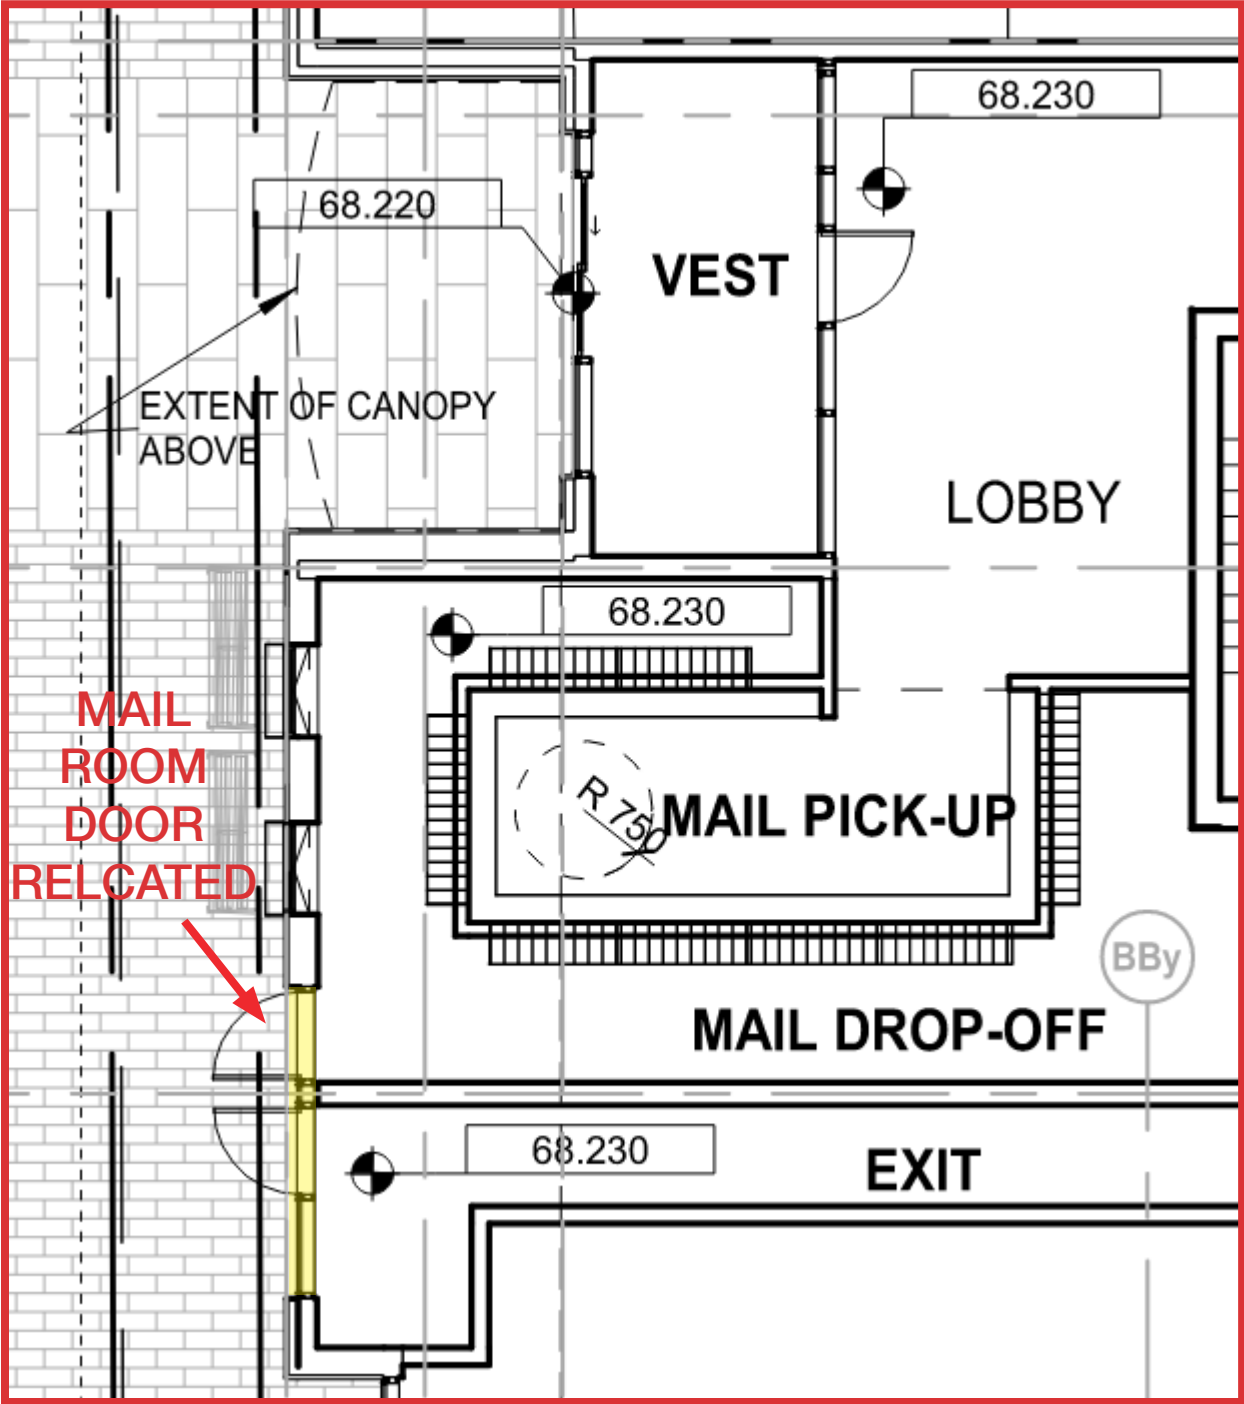 68.230
68.220
VEST
EXTENT OF CANOPY
ABOVE
LOBBY
68.230
MAIL
ROOM
DOOR
RELCATED
R 750
MAIL PICK-UP
BBy
MAIL DROP-OFF
68.230
EXIT